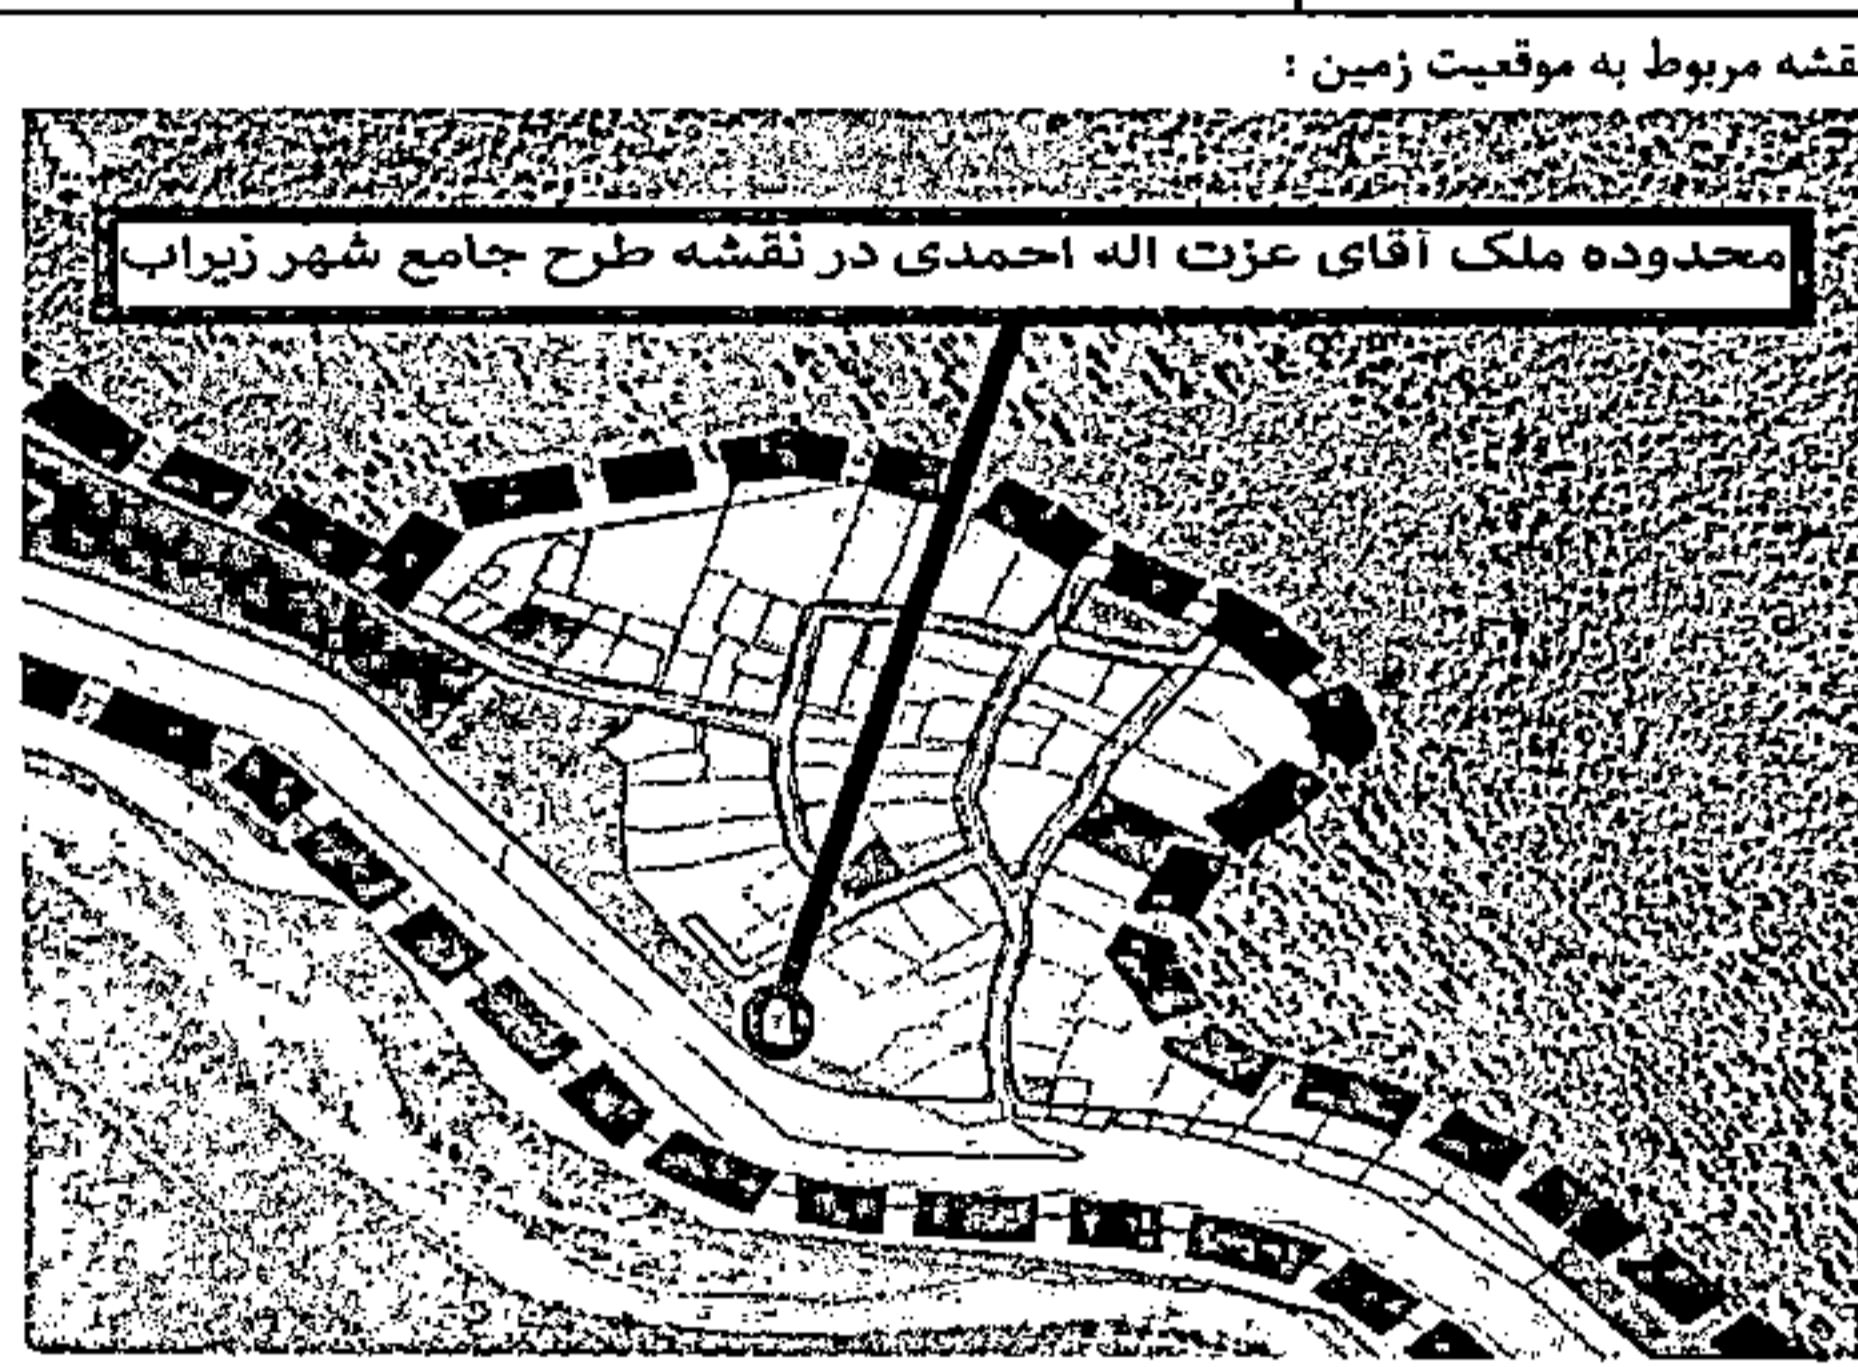 نقشه مربوط به موقعیت زمین :
محدوده ملک آقای عزت اله احمدی در نقشه طرح جامع شهر زیراب